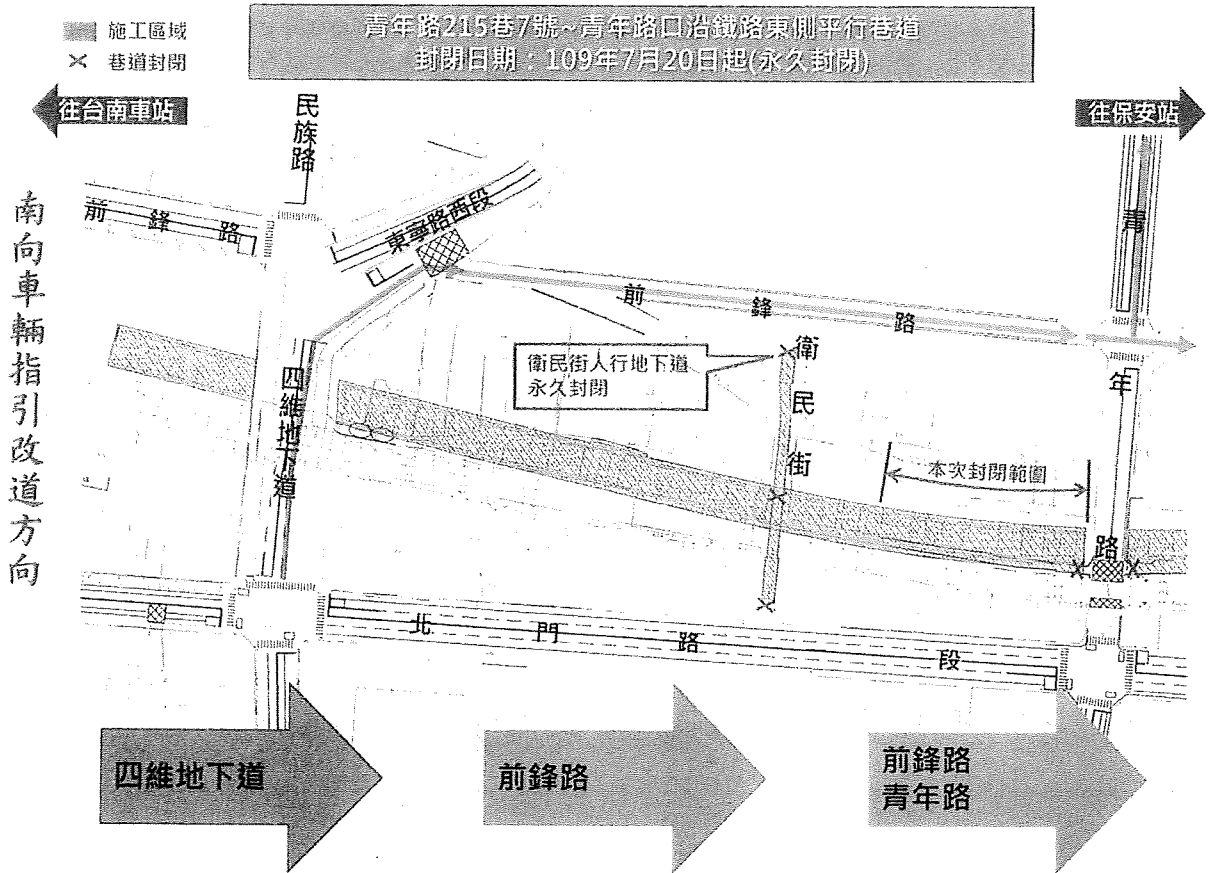 施工區域
巷道封閉
青年路215巷7號~青年路口沿鐵路東側平行巷道
封閉日期：109年7月20日起(永久封閉)
往台南車站
往保安站
南向車輛指引改道方向
民族路
前鋒路
東寧路西段
前鋒路
青年路
四維地下道
衛民街人行地下道
永久封閉
衛民街
本次封閉範圍
北門路 段
四維地下道
前鋒路
前鋒路
青年路